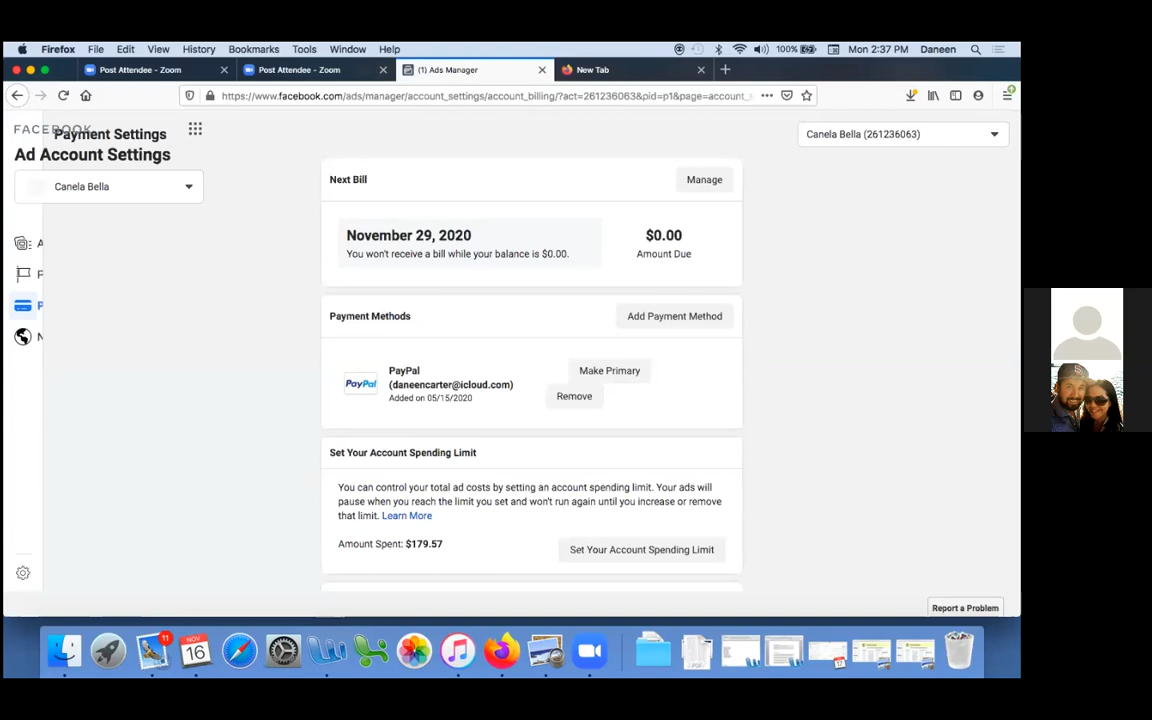 Firefox File Edit View History Bookmarks Tools Window Help 100% Mon 2:37 PM Daneen
Post Attendee - Zoom Post Attendee - Zoom (1) Ads Manager New Tab
https://www.facebook.com/ads/manager/account_settings/account_billing/?act=261236063&pid=p1&page=account_s
FACEBOOK
Payment Settings
Ad Account Settings
Canela Bella
Canela Bella (261236063)
A
P
P
N
Next Bill Manage
November 29, 2020 $0.00
You won't receive a bill while your balance is $0.00. Amount Due
Payment Methods Add Payment Method
PayPal
PayPal Make Primary
(daneencarter@icloud.com)
Added on 05/15/2020 Remove
Set Your Account Spending Limit
You can control your total ad costs by setting an account spending limit. Your ads will
pause when you reach the limit you set and won't run again until you increase or remove
that limit. Learn More
Amount Spent: $179.57 Set Your Account Spending Limit
Report a Problem
11
NOV
16